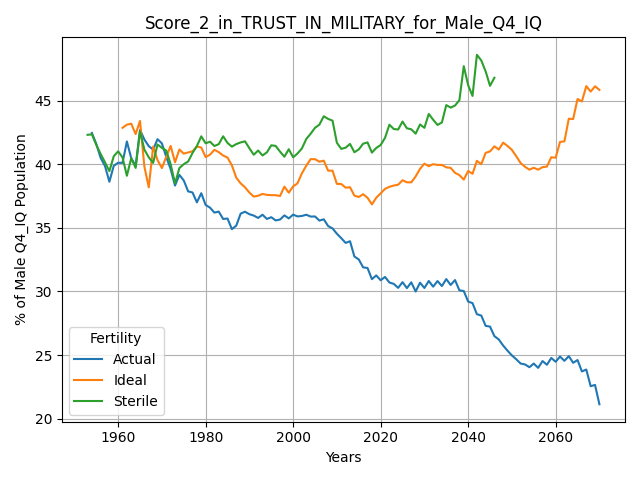 Score_2_in_TRUST_IN_MILITARY_for_Male_Q4_IQ
% of Male Q4_IQ Population
45
40
35
30
25
20
Fertility
Actual
Ideal
Sterile
1960
1980
2000
2020
2040
2060
Years